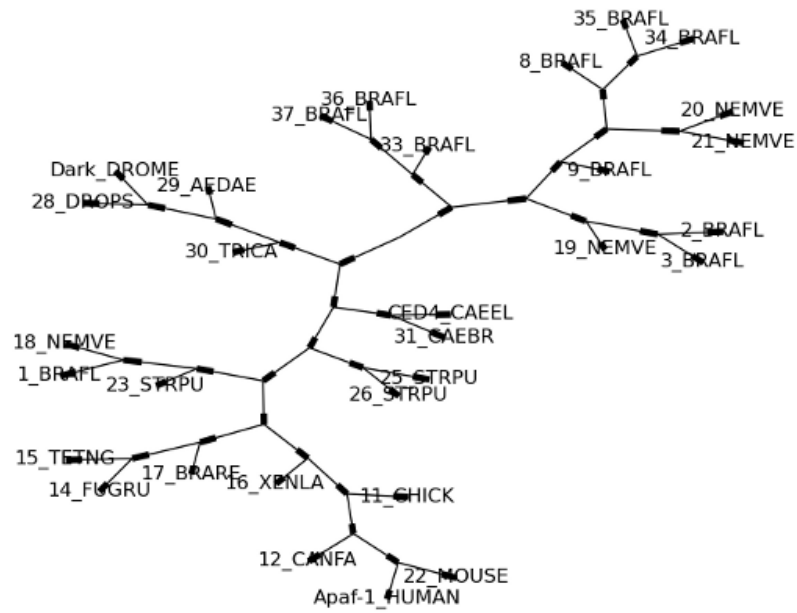 35_BRAFL
34_BRAFL
8_BRAFL
36_BRAFL
37_BRAFL
20_NEMVE
33_BRAFL
21_NEMVE
Dark_DROME
9_BRAFL
29_AEDAE
28_DROPS
2_BRAFL
30_TRICA
19_NEMVE
3_BRAFL
CED4_CAEEL
31_CAEBR
18_NEMVE
1_BRAFL
25_STRPU
23_STRPU
26_STRPU
15_TETNG
17_BRARE
16_XENLA
14_FUGRU
11_CHICK
12_CANFA
22_MOUSE
Apaf-1_HUMAN